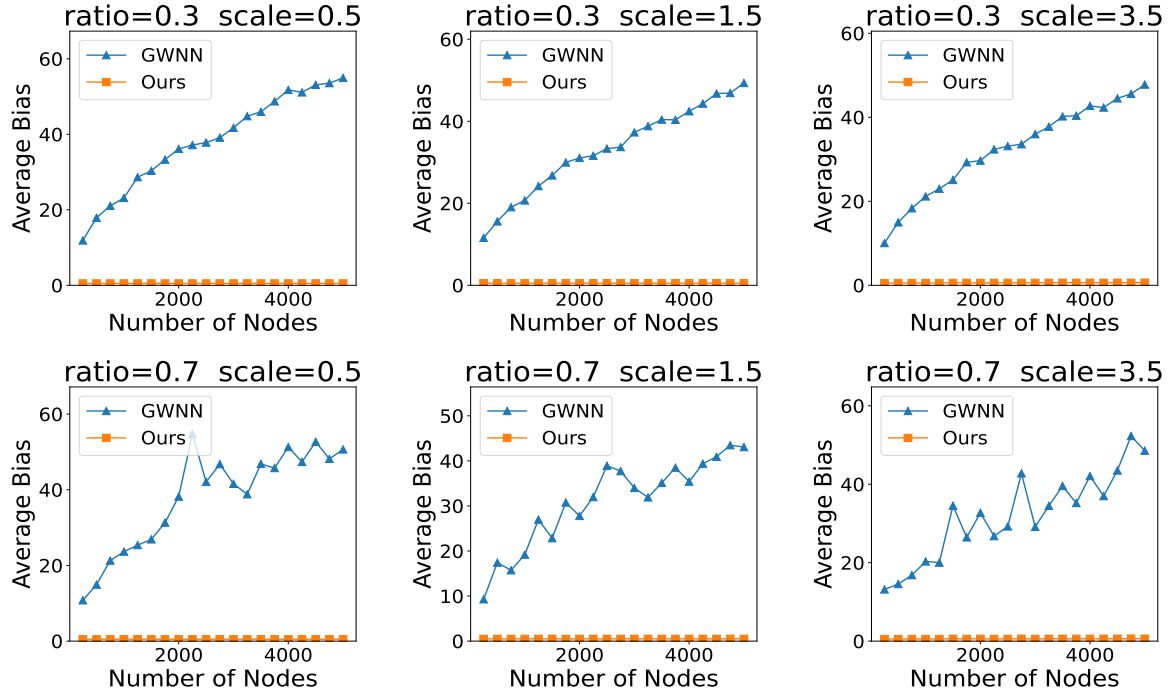 ratio=0.3 scale=0.5
60
40
20
0
2000 4000
Average Bias
Number of Nodes
GWNN
Ours
ratio=0.3 scale=1.5
60
40
20
0
2000 4000
Average Bias
Number of Nodes
GWNN
Ours
ratio=0.3 scale=3.5
60
40
20
0
2000 4000
Average Bias
Number of Nodes
GWNN
Ours
ratio=0.7 scale=0.5
60
40
20
0
2000 4000
Average Bias
Number of Nodes
GWNN
Ours
ratio=0.7 scale=1.5
50
40
30
20
10
0
2000 4000
Average Bias
Number of Nodes
GWNN
Ours
ratio=0.7 scale=3.5
60
40
20
0
2000 4000
Average Bias
Number of Nodes
GWNN
Ours